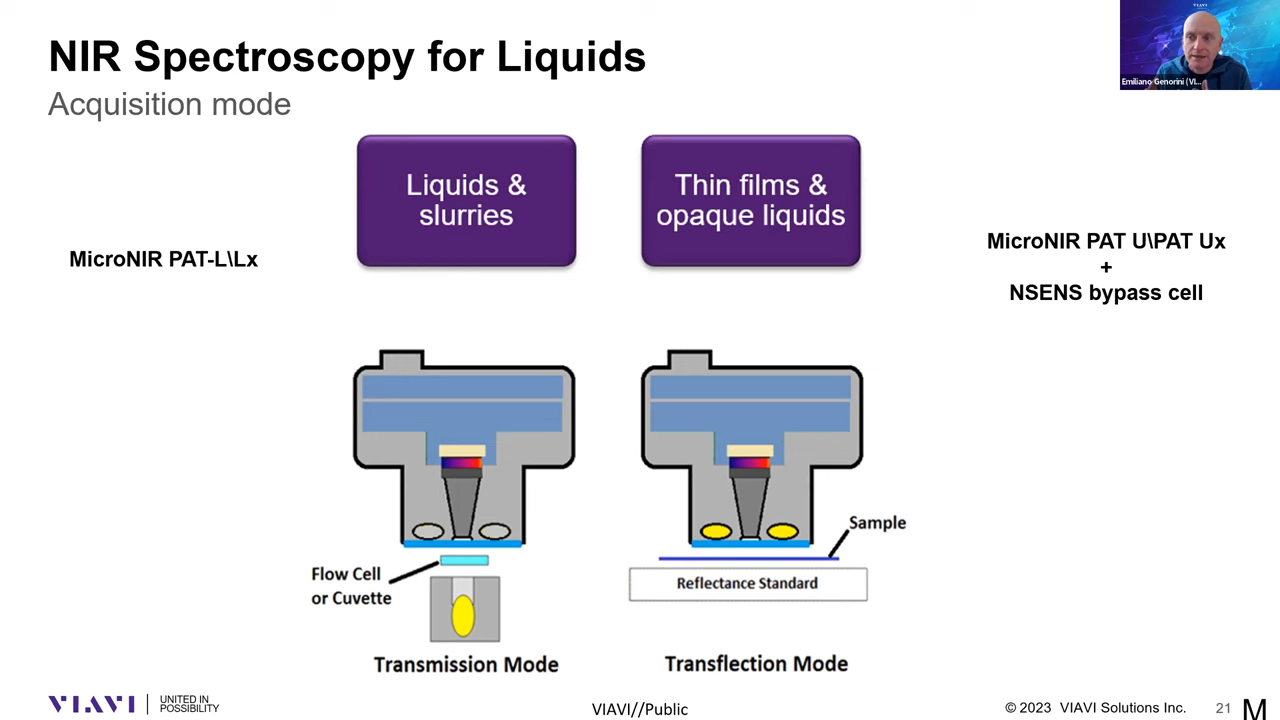 NIR Spectroscopy for Liquids
Acquisition mode
VIAVI
Emiliano Genorini (VI...
Liquids &
slurries
Thin films &
opaque liquids
MicroNIR PAT-L\Lx
MicroNIR PAT U\PAT Ux
+
NSENS bypass cell
Flow Cell
or Cuvette
Sample
Reflectance Standard
Transmission Mode
Transflection Mode
VIAVI
UNITED IN
POSSIBILITY
VIAVI//Public
© 2023 VIAVI Solutions Inc.
21
M